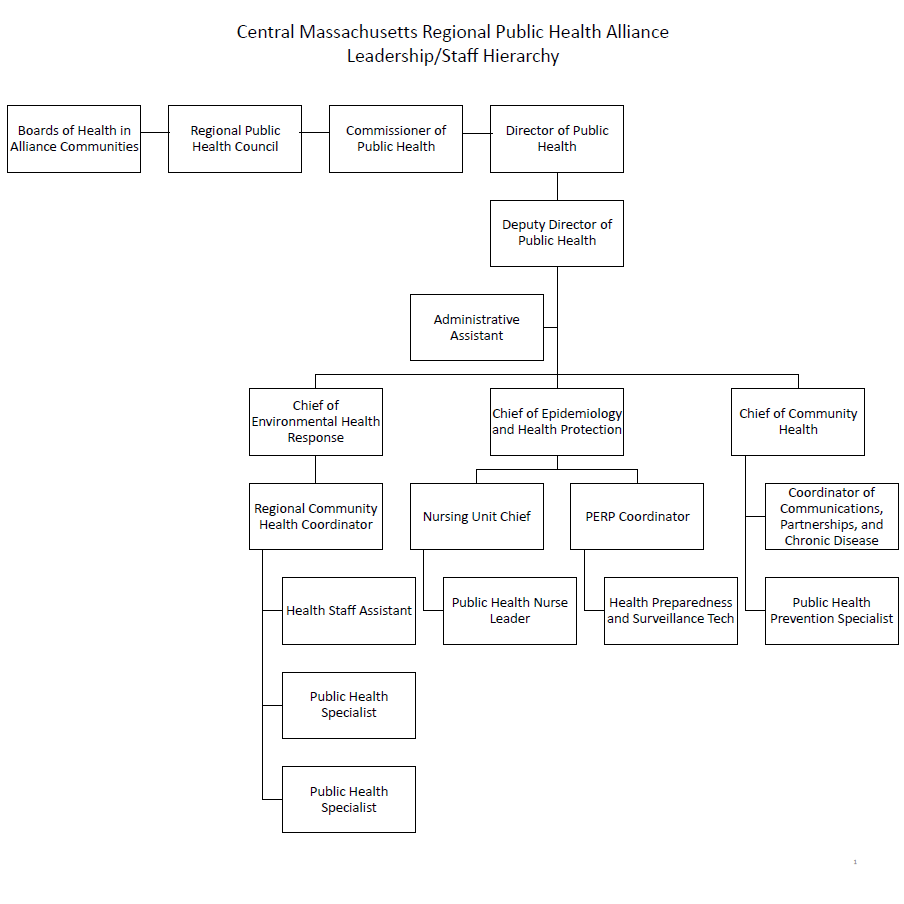 Central Massachusetts Regional Public Health Alliance
Leadership/Staff Hierarchy
Boards of Health in
Alliance Communities
Regional Public
Health Council
Commissioner of
Public Health
Director of Public
Health
Deputy Director of
Public Health
Administrative
Assistant
Chief of
Environmental Health
Response
Chief of Epidemiology
and Health Protection
Chief of Community
Health
Regional Community
Health Coordinator
Nursing Unit Chief
PERP Coordinator
Coordinator of
Communications,
Partnerships, and
Chronic Disease
Health Staff Assistant
Public Health Nurse
Leader
Health Preparedness
and Surveillance Tech
Public Health
Prevention Specialist
Public Health
Specialist
Public Health
Specialist
1